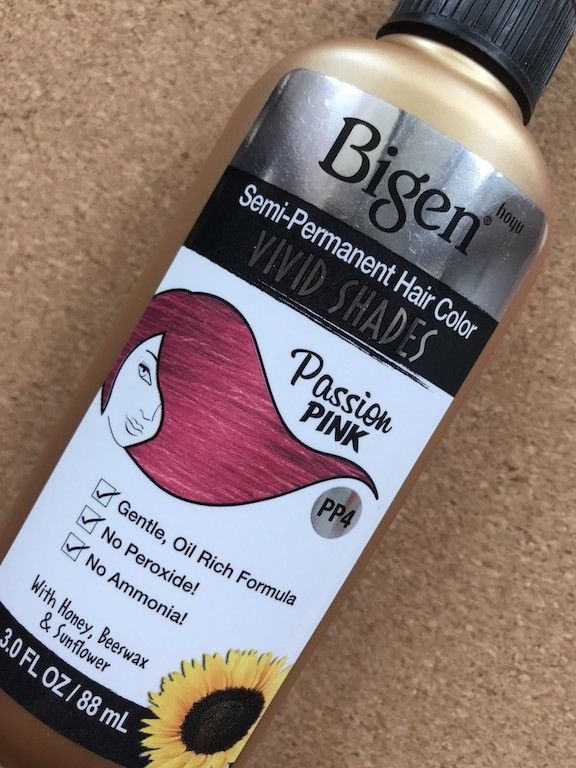 Bigen®
hoyu
Semi-Permanent Hair Color
VIVID SHADES
Passion
PINK
PP4
Gentle, Oil Rich Formula
No Peroxide!
No Ammonia!
With Honey, Beeswax
& Sunflower
3.0 FL OZ / 88 mL